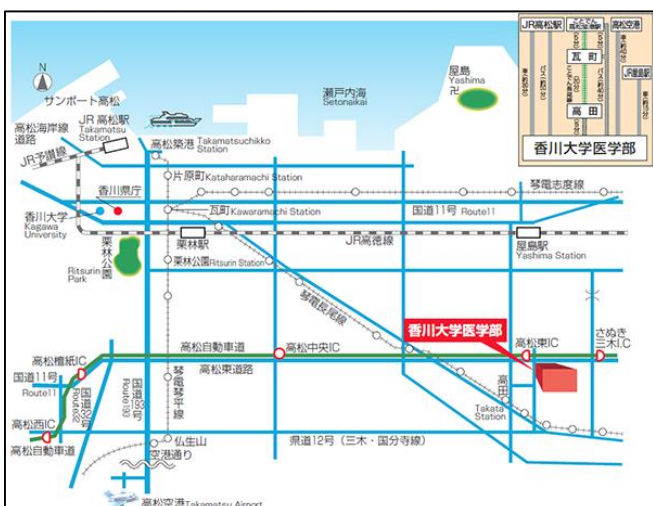 JR高松駅
高松空港
瓦町
JR屋島駅
高田
香川大学医学部
N
サンポート高松
瀬戸内海
Setonaikai
屋島
Yashima
卍
高松海岸線
道路
JR 高松駅
Takamatsu
Station
高松築港 Takamatsuchikko
Station
JR予讃線
片原町 Kataharamachi Station
琴電志度線
香川県庁
香川大学
Kagawa
University
瓦町 Kawaramachi Station
国道11号 Route11
栗林駅
JR高徳線
屋島駅
Yashima Station
栗林公園
Ritsurin
Park
栗林公園 Ritsurin Station
琴電長尾線
香川大学医学部
高松自動車道
高松中央IC
高松東IC
さぬき
三木I.C
高松檀紙IC
高松東道路
国道11号
Route11
国道32号
Route32
国道193号
Route193
琴電琴平線
高田
Takata
Station
高松西IC
高松自動車道
仏生山
空港通り
県道12号(三木・国分寺線)
高松空港 Takamatsu Airport